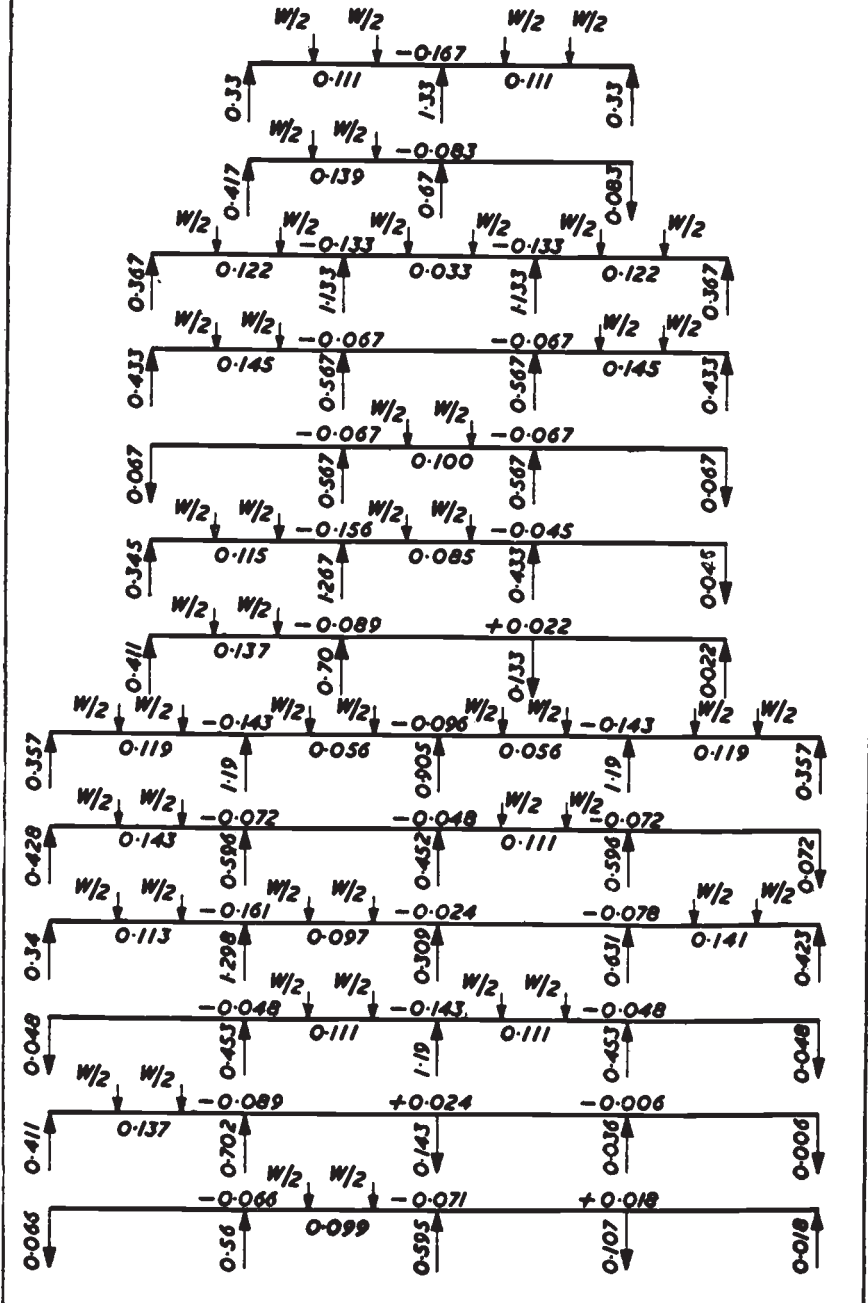 W/2 W/2 W/2 W/2
-0·167
0·111 0·111
0·33 1·33 0·33
W/2 W/2
-0·083
0·139
0·417 0·67 0·083
W/2 W/2 W/2 W/2 W/2 W/2
-0·133 -0·133
0·122 0·033 0·122
0·367 1·133 1·133 0·367
W/2 W/2 W/2 W/2
-0·067 -0·067
0·145 0·145
0·433 0·567 0·567 0·433
W/2 W/2
-0·067 -0·067
0·100
0·067 0·567 0·567 0·067
W/2 W/2 W/2 W/2
-0·156 -0·045
0·115 0·085
0·345 1·267 0·433 0·045
W/2 W/2
-0·089 +0·022
0·137
0·411 0·70 0·133 0·022
W/2 W/2 W/2 W/2 W/2 W/2 W/2 W/2
-0·143 -0·096 -0·143
0·119 0·056 0·056 0·119
0·357 1·19 0·905 1·19 0·357
W/2 W/2 W/2 W/2
-0·072 -0·048 -0·072
0·143 0·111
0·428 0·596 0·452 0·596 0·072
W/2 W/2 W/2 W/2 W/2 W/2
-0·161 -0·024 -0·078
0·113 0·097 0·141
0·34 1·298 0·309 0·631 0·423
W/2 W/2 W/2 W/2
-0·048 -0·143 -0·048
0·111 0·111
0·048 0·453 1·19 0·453 0·048
W/2 W/2
-0·089 +0·024 -0·006
0·137
0·411 0·702 0·143 0·036 0·006
W/2 W/2
-0·066 -0·071 +0·018
0·099
0·066 0·56 0·595 0·107 0·018